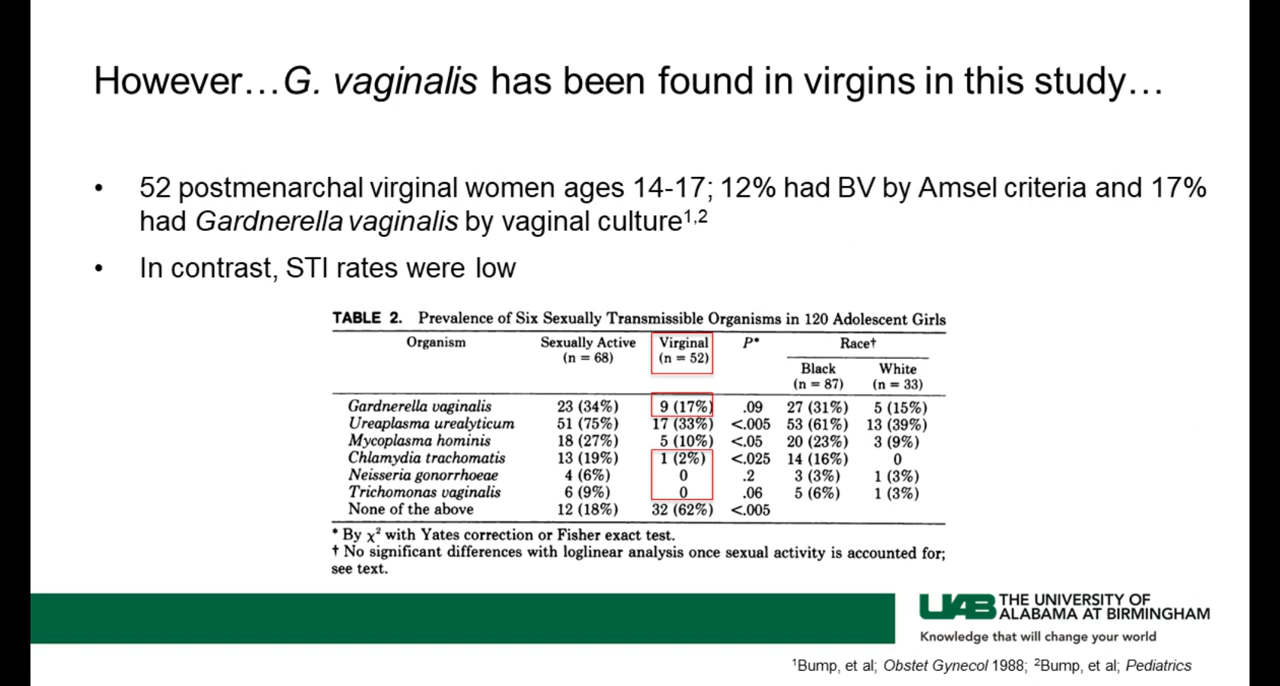 However…G. vaginalis has been found in virgins in this study…
• 52 postmenarchal virginal women ages 14-17; 12% had BV by Amsel criteria and 17%
had Gardnerella vaginalis by vaginal culture1,2
• In contrast, STI rates were low
TABLE 2. Prevalence of Six Sexually Transmissible Organisms in 120 Adolescent Girls
Organism Sexually Active (n = 68) Virginal (n = 52) P* Race†
Black (n = 87) White (n = 33)
Gardnerella vaginalis 23 (34%) 9 (17%) .09 27 (31%) 5 (15%)
Ureaplasma urealyticum 51 (75%) 17 (33%) <.005 53 (61%) 13 (39%)
Mycoplasma hominis 18 (27%) 5 (10%) <.05 20 (23%) 3 (9%)
Chlamydia trachomatis 13 (19%) 1 (2%) <.025 14 (16%) 0
Neisseria gonorrhoeae 4 (6%) 0 .2 3 (3%) 1 (3%)
Trichomonas vaginalis 6 (9%) 0 .06 5 (6%) 1 (3%)
None of the above 12 (18%) 32 (62%) <.005
* By χ² with Yates correction or Fisher exact test.
† No significant differences with loglinear analysis once sexual activity is accounted for;
see text.
UAB THE UNIVERSITY OF
ALABAMA AT BIRMINGHAM
Knowledge that will change your world
1Bump, et al; Obstet Gynecol 1988; 2Bump, et al; Pediatrics